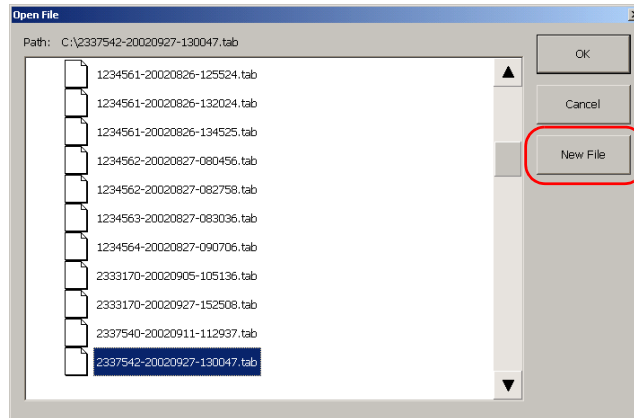 Open File
Path: C:\2337542-20020927-130047.tab
OK
1234561-20020826-125524.tab
1234561-20020826-132024.tab
Cancel
1234561-20020826-134525.tab
1234562-20020827-080456.tab
New File
1234562-20020827-082758.tab
1234563-20020827-083036.tab
1234564-20020827-090706.tab
2333170-20020905-105136.tab
2333170-20020927-152508.tab
2337540-20020911-112937.tab
2337542-20020927-130047.tab